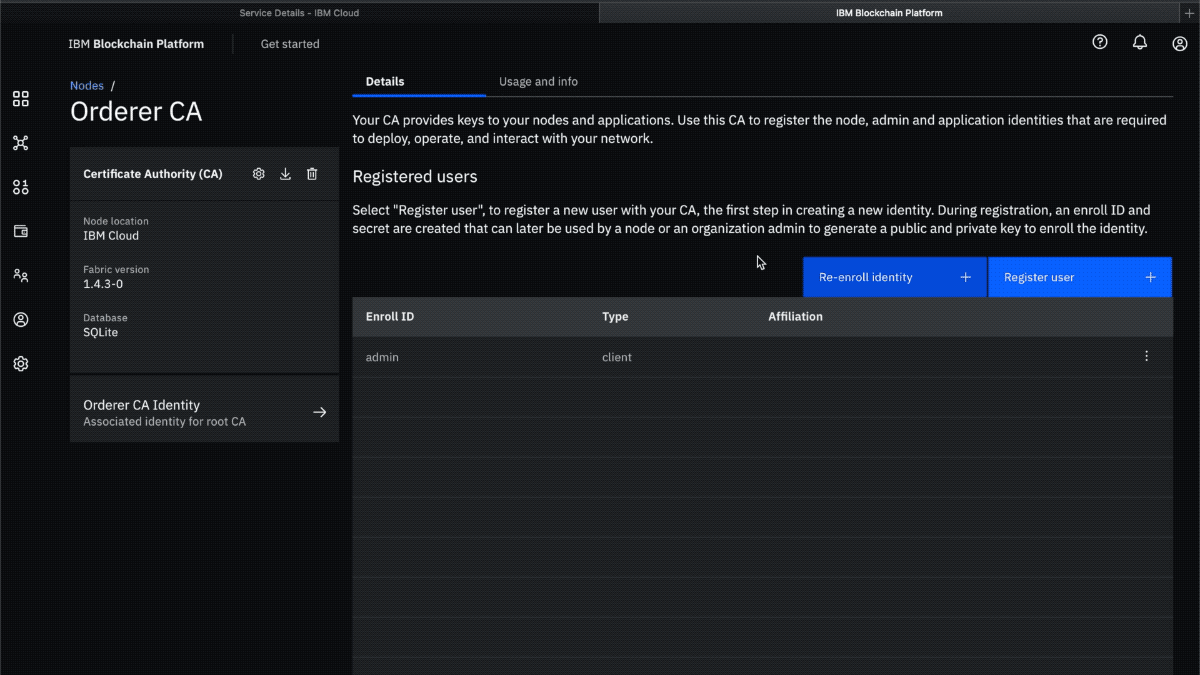 Service Details - IBM Cloud
IBM Blockchain Platform
IBM Blockchain Platform
Get started
Nodes /
Orderer CA
Certificate Authority (CA)
Node location
IBM Cloud
Fabric version
1.4.3-0
Database
SQLite
Orderer CA Identity
Associated identity for root CA
Details
Usage and info
Your CA provides keys to your nodes and applications. Use this CA to register the node, admin and application identities that are required
to deploy, operate, and interact with your network.
Registered users
Select "Register user", to register a new user with your CA, the first step in creating a new identity. During registration, an enroll ID and
secret are created that can later be used by a node or an organization admin to generate a public and private key to enroll the identity.
Re-enroll identity
Register user
Enroll ID Type Affiliation
admin client